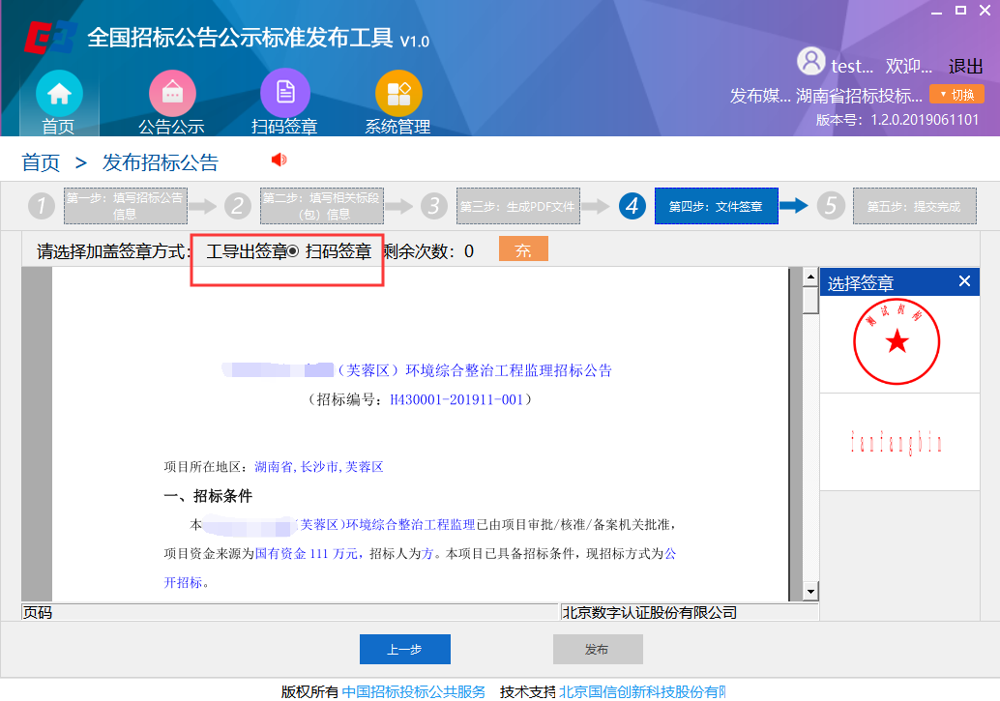 全国招标公告公示标准发布工具 V1.0
test... 欢迎... 退出
发布媒... 湖南省招标投标... 切换
版本号：1.2.0.2019061101
首页 公告公示 扫码签章 系统管理
首页 > 发布招标公告
1 第一步：填写招标公告信息
2 第二步：填写相关标段（包）信息
3 第三步：生成PDF文件
4 第四步：文件签章
5 第五步：提交完成
请选择加盖签章方式： 工导出签章 扫码签章 剩余次数：0 充
选择签章
测试机构
（芙蓉区）环境综合整治工程监理招标公告
（招标编号：H430001-201911-001）
项目所在地区：湖南省,长沙市,芙蓉区
一、招标条件
本（芙蓉区）环境综合整治工程监理已由项目审批/核准/备案机关批准，
项目资金来源为国有资金 111 万元，招标人为方。本项目已具备招标条件，现招标方式为公
开招标。
页码 北京数字认证股份有限公司
上一步 发布
版权所有 中国招标投标公共服务 技术支持 北京国信创新科技股份有限